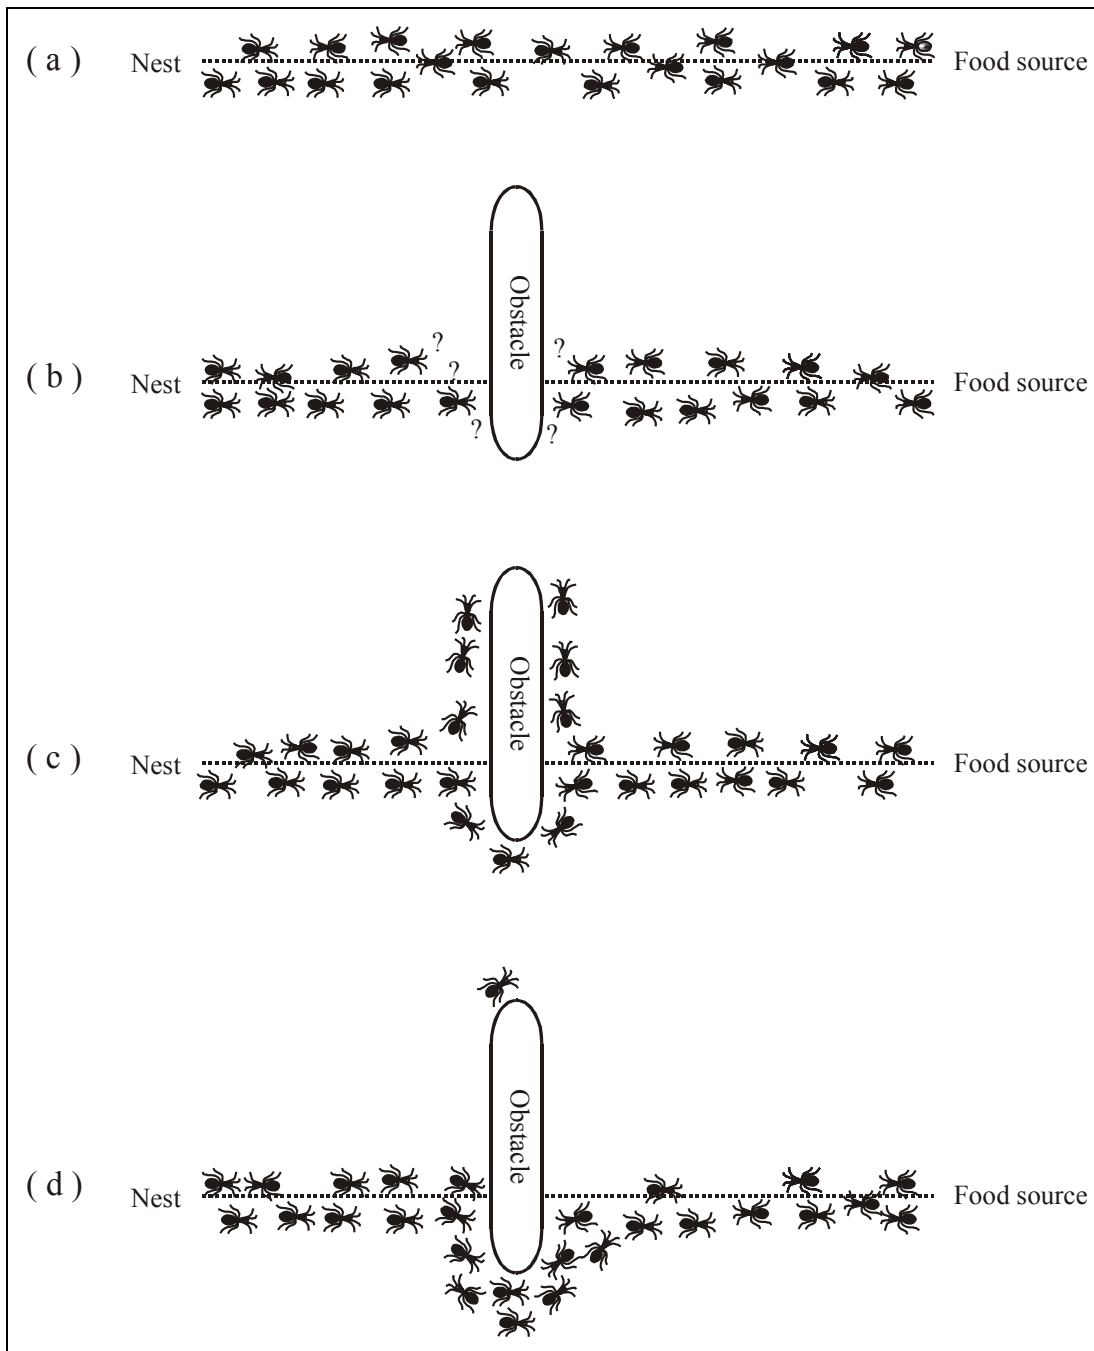 ( a ) Nest Food source
Obstacle
? ?
?
( b ) Nest Food source
? ?
Obstacle
( c ) Nest Food source
Obstacle
( d ) Nest Food source